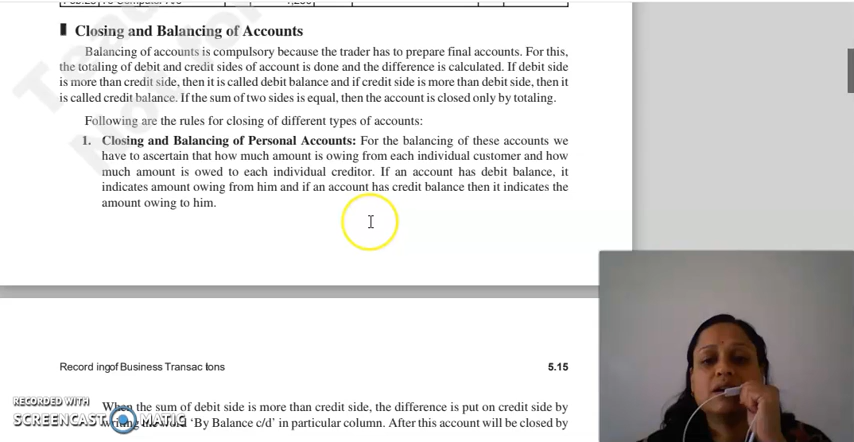 Closing and Balancing of Accounts
Balancing of accounts is compulsory because the trader has to prepare final accounts. For this,
the totaling of debit and credit sides of account is done and the difference is calculated. If debit side
is more than credit side, then it is called debit balance and if credit side is more than debit side, then it
is called credit balance. If the sum of two sides is equal, then the account is closed only by totaling.
Following are the rules for closing of different types of accounts:
1. Closing and Balancing of Personal Accounts: For the balancing of these accounts we
have to ascertain that how much amount is owing from each individual customer and how
much amount is owed to each individual creditor. If an account has debit balance, it
indicates amount owing from him and if an account has credit balance then it indicates the
amount owing to him.
Record ingof Business Transac tons 5.15
RECORDED WITH
SCREENCAST MATIC
When the sum of debit side is more than credit side, the difference is put on credit side by
the word 'By Balance c/d' in particular column. After this account will be closed by